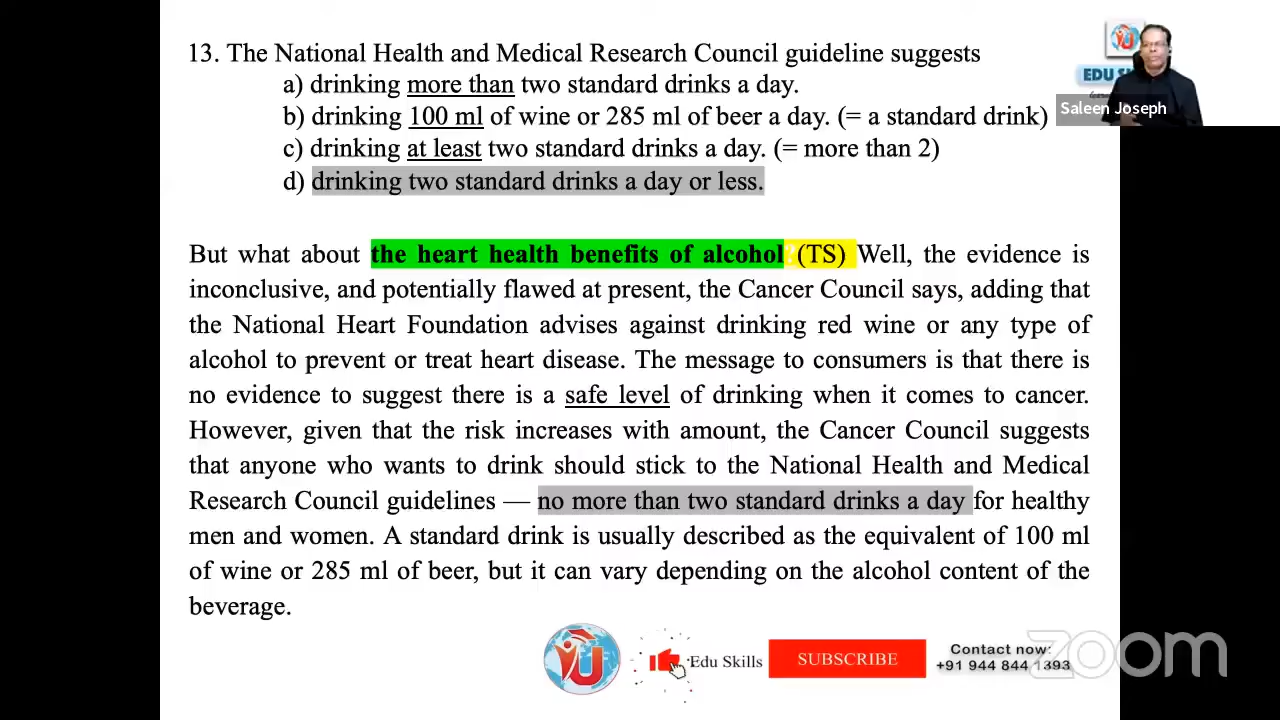 13. The National Health and Medical Research Council guideline suggests
a) drinking more than two standard drinks a day.
b) drinking 100 ml of wine or 285 ml of beer a day. (= a standard drink)
c) drinking at least two standard drinks a day. (= more than 2)
d) drinking two standard drinks a day or less.
EDU S
Saleen Joseph
But what about the heart health benefits of alcohol?(TS) Well, the evidence is
inconclusive, and potentially flawed at present, the Cancer Council says, adding that
the National Heart Foundation advises against drinking red wine or any type of
alcohol to prevent or treat heart disease. The message to consumers is that there is
no evidence to suggest there is a safe level of drinking when it comes to cancer.
However, given that the risk increases with amount, the Cancer Council suggests
that anyone who wants to drink should stick to the National Health and Medical
Research Council guidelines — no more than two standard drinks a day for healthy
men and women. A standard drink is usually described as the equivalent of 100 ml
of wine or 285 ml of beer, but it can vary depending on the alcohol content of the
beverage.
Edu Skills
SUBSCRIBE
Contact now:
+91 944 844 1393
zoom